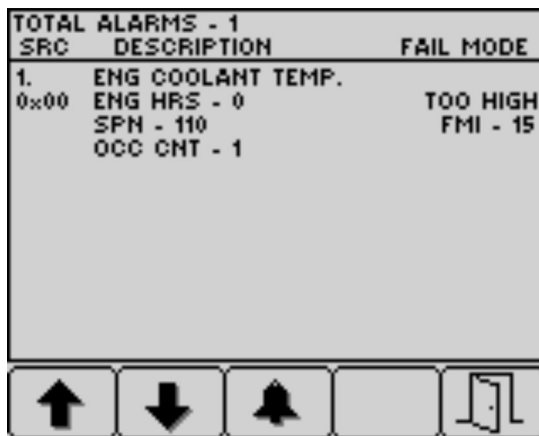 TOTAL ALARMS - 1
SRC DESCRIPTION FAIL MODE
1. ENG COOLANT TEMP.
0x00 ENG HRS - 0 TOO HIGH
SPN - 110 FMI - 15
OCC CNT - 1